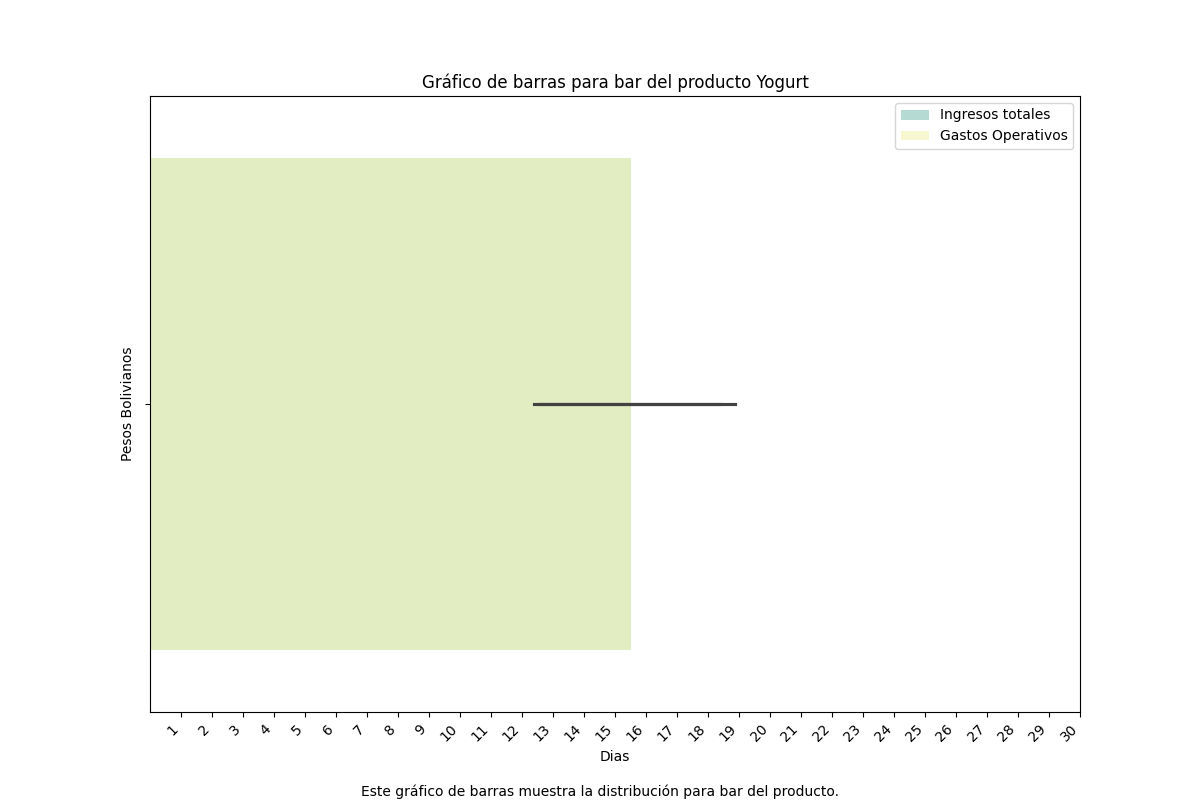 Gráfico de barras para bar del producto Yogurt
Ingresos totales
Gastos Operativos
Pesos Bolivianos
1 2 3 4 5 6 7 8 9 10 11 12 13 14 15 16 17 18 19 20 21 22 23 24 25 26 27 28 29 30
Dias
Este gráfico de barras muestra la distribución para bar del producto.